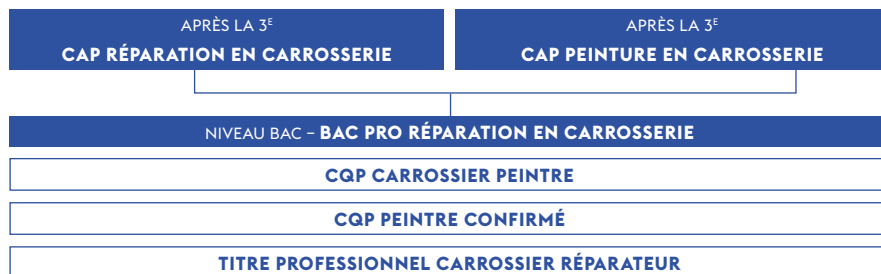 APRÈS LA 3ᴱ
CAP RÉPARATION EN CARROSSERIE
APRÈS LA 3ᴱ
CAP PEINTURE EN CARROSSERIE
NIVEAU BAC – BAC PRO RÉPARATION EN CARROSSERIE
CQP CARROSSIER PEINTRE
CQP PEINTRE CONFIRMÉ
TITRE PROFESSIONNEL CARROSSIER RÉPARATEUR